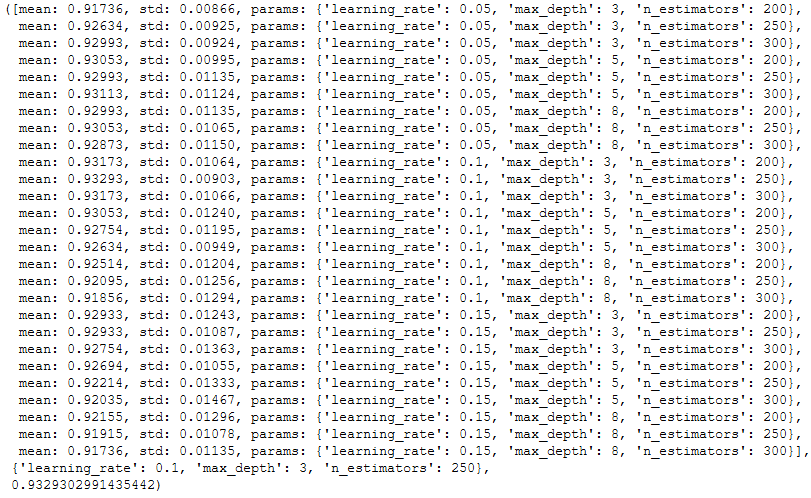 ([mean: 0.91736, std: 0.00866, params: {'learning_rate': 0.05, 'max_depth': 3, 'n_estimators': 200},
mean: 0.92634, std: 0.00925, params: {'learning_rate': 0.05, 'max_depth': 3, 'n_estimators': 250},
mean: 0.92993, std: 0.00924, params: {'learning_rate': 0.05, 'max_depth': 3, 'n_estimators': 300},
mean: 0.93053, std: 0.00995, params: {'learning_rate': 0.05, 'max_depth': 5, 'n_estimators': 200},
mean: 0.92993, std: 0.01135, params: {'learning_rate': 0.05, 'max_depth': 5, 'n_estimators': 250},
mean: 0.93113, std: 0.01124, params: {'learning_rate': 0.05, 'max_depth': 5, 'n_estimators': 300},
mean: 0.92993, std: 0.01135, params: {'learning_rate': 0.05, 'max_depth': 8, 'n_estimators': 200},
mean: 0.93053, std: 0.01065, params: {'learning_rate': 0.05, 'max_depth': 8, 'n_estimators': 250},
mean: 0.92873, std: 0.01150, params: {'learning_rate': 0.05, 'max_depth': 8, 'n_estimators': 300},
mean: 0.93173, std: 0.01064, params: {'learning_rate': 0.1, 'max_depth': 3, 'n_estimators': 200},
mean: 0.93293, std: 0.00903, params: {'learning_rate': 0.1, 'max_depth': 3, 'n_estimators': 250},
mean: 0.93173, std: 0.01066, params: {'learning_rate': 0.1, 'max_depth': 3, 'n_estimators': 300},
mean: 0.93053, std: 0.01240, params: {'learning_rate': 0.1, 'max_depth': 5, 'n_estimators': 200},
mean: 0.92754, std: 0.01195, params: {'learning_rate': 0.1, 'max_depth': 5, 'n_estimators': 250},
mean: 0.92634, std: 0.00949, params: {'learning_rate': 0.1, 'max_depth': 5, 'n_estimators': 300},
mean: 0.92514, std: 0.01204, params: {'learning_rate': 0.1, 'max_depth': 8, 'n_estimators': 200},
mean: 0.92095, std: 0.01256, params: {'learning_rate': 0.1, 'max_depth': 8, 'n_estimators': 250},
mean: 0.91856, std: 0.01294, params: {'learning_rate': 0.1, 'max_depth': 8, 'n_estimators': 300},
mean: 0.92933, std: 0.01243, params: {'learning_rate': 0.15, 'max_depth': 3, 'n_estimators': 200},
mean: 0.92933, std: 0.01087, params: {'learning_rate': 0.15, 'max_depth': 3, 'n_estimators': 250},
mean: 0.92754, std: 0.01363, params: {'learning_rate': 0.15, 'max_depth': 3, 'n_estimators': 300},
mean: 0.92694, std: 0.01055, params: {'learning_rate': 0.15, 'max_depth': 5, 'n_estimators': 200},
mean: 0.92214, std: 0.01333, params: {'learning_rate': 0.15, 'max_depth': 5, 'n_estimators': 250},
mean: 0.92035, std: 0.01467, params: {'learning_rate': 0.15, 'max_depth': 5, 'n_estimators': 300},
mean: 0.92155, std: 0.01296, params: {'learning_rate': 0.15, 'max_depth': 8, 'n_estimators': 200},
mean: 0.91915, std: 0.01078, params: {'learning_rate': 0.15, 'max_depth': 8, 'n_estimators': 250},
mean: 0.91736, std: 0.01135, params: {'learning_rate': 0.15, 'max_depth': 8, 'n_estimators': 300}],
{'learning_rate': 0.1, 'max_depth': 3, 'n_estimators': 250},
0.9329302991435442)